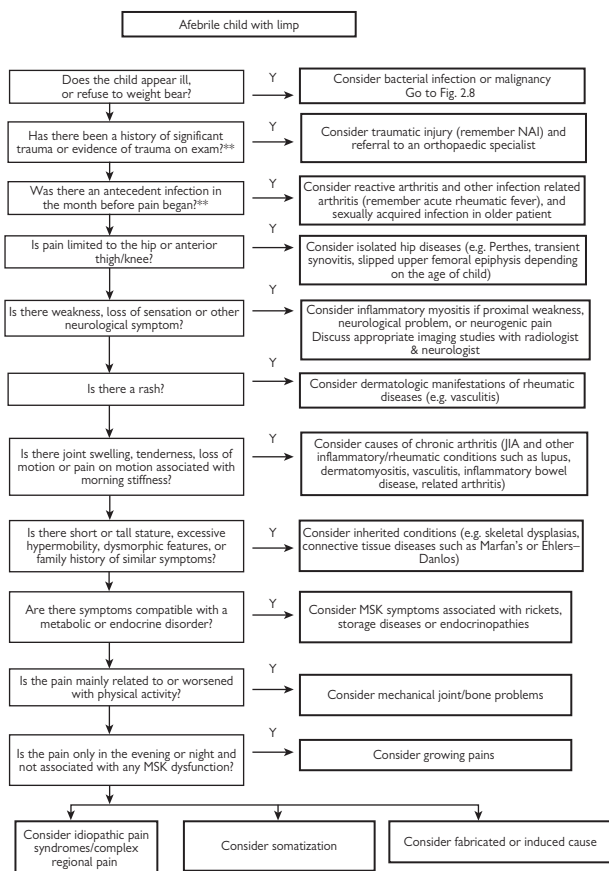 Afebrile child with limp
Does the child appear ill,
or refuse to weight bear?
Y
Consider bacterial infection or malignancy
Go to Fig. 2.8
Has there been a history of significant
trauma or evidence of trauma on exam?**
Y
Consider traumatic injury (remember NAI) and
referral to an orthopaedic specialist
Was there an antecedent infection in
the month before pain began?**
Y
Consider reactive arthritis and other infection related
arthritis (remember acute rheumatic fever), and
sexually acquired infection in older patient
Is pain limited to the hip or anterior
thigh/knee?
Y
Consider isolated hip diseases (e.g. Perthes, transient
synovitis, slipped upper femoral epiphysis depending
on the age of child)
Is there weakness, loss of sensation or other
neurological symptom?
Y
Consider inflammatory myositis if proximal weakness,
neurological problem, or neurogenic pain
Discuss appropriate imaging studies with radiologist
& neurologist
Is there a rash?
Y
Consider dermatologic manifestations of rheumatic
diseases (e.g. vasculitis)
Is there joint swelling, tenderness, loss of
motion or pain on motion associated with
morning stiffness?
Y
Consider causes of chronic arthritis (JIA and other
inflammatory/rheumatic conditions such as lupus,
dermatomyositis, vasculitis, inflammatory bowel
disease, related arthritis)
Is there short or tall stature, excessive
hypermobility, dysmorphic features, or
family history of similar symptoms?
Y
Consider inherited conditions (e.g. skeletal dysplasias,
connective tissue diseases such as Marfan's or Ehlers–
Danlos)
Are there symptoms compatible with a
metabolic or endocrine disorder?
Y
Consider MSK symptoms associated with rickets,
storage diseases or endocrinopathies
Is the pain mainly related to or worsened
with physical activity?
Y
Consider mechanical joint/bone problems
Is the pain only in the evening or night and
not associated with any MSK dysfunction?
Y
Consider growing pains
Consider idiopathic pain
syndromes/complex
regional pain
Consider somatization
Consider fabricated or induced cause